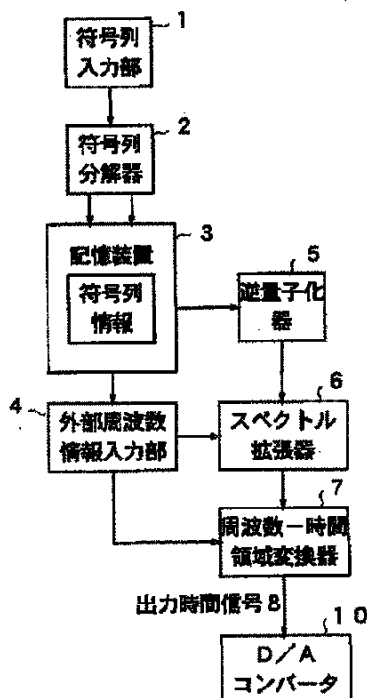 1
符号列
入力部
2
符号列
分解器
3
記憶装置
符号列
情報
5
逆量子化
器
4
外部周波数
情報入力部
6
スペクトル
拡張器
7
周波数－時間
領域変換器
出力時間信号8
10
D／A
コンバータ